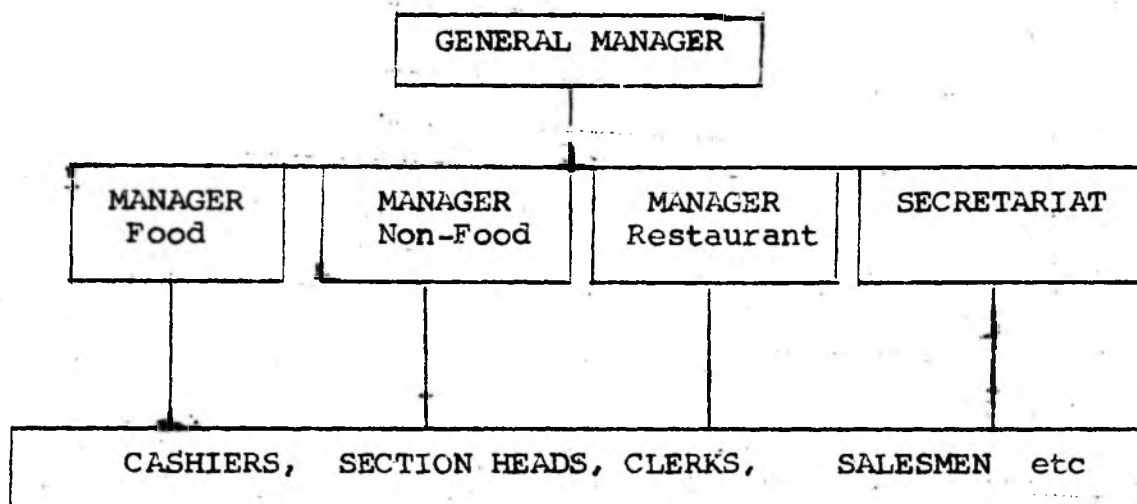 GENERAL MANAGER
MANAGER
Food
MANAGER
Non-Food
MANAGER
Restaurant
SECRETARIAT
CASHIERS, SECTION HEADS, CLERKS, SALESMEN etc